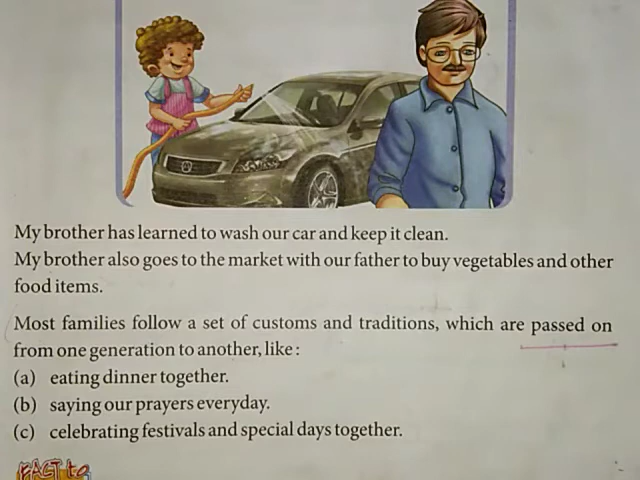 My brother has learned to wash our car and keep it clean.
My brother also goes to the market with our father to buy vegetables and other
food items.
Most families follow a set of customs and traditions, which are passed on
from one generation to another, like :
(a) eating dinner together.
(b) saying our prayers everyday.
(c) celebrating festivals and special days together.
FACT to